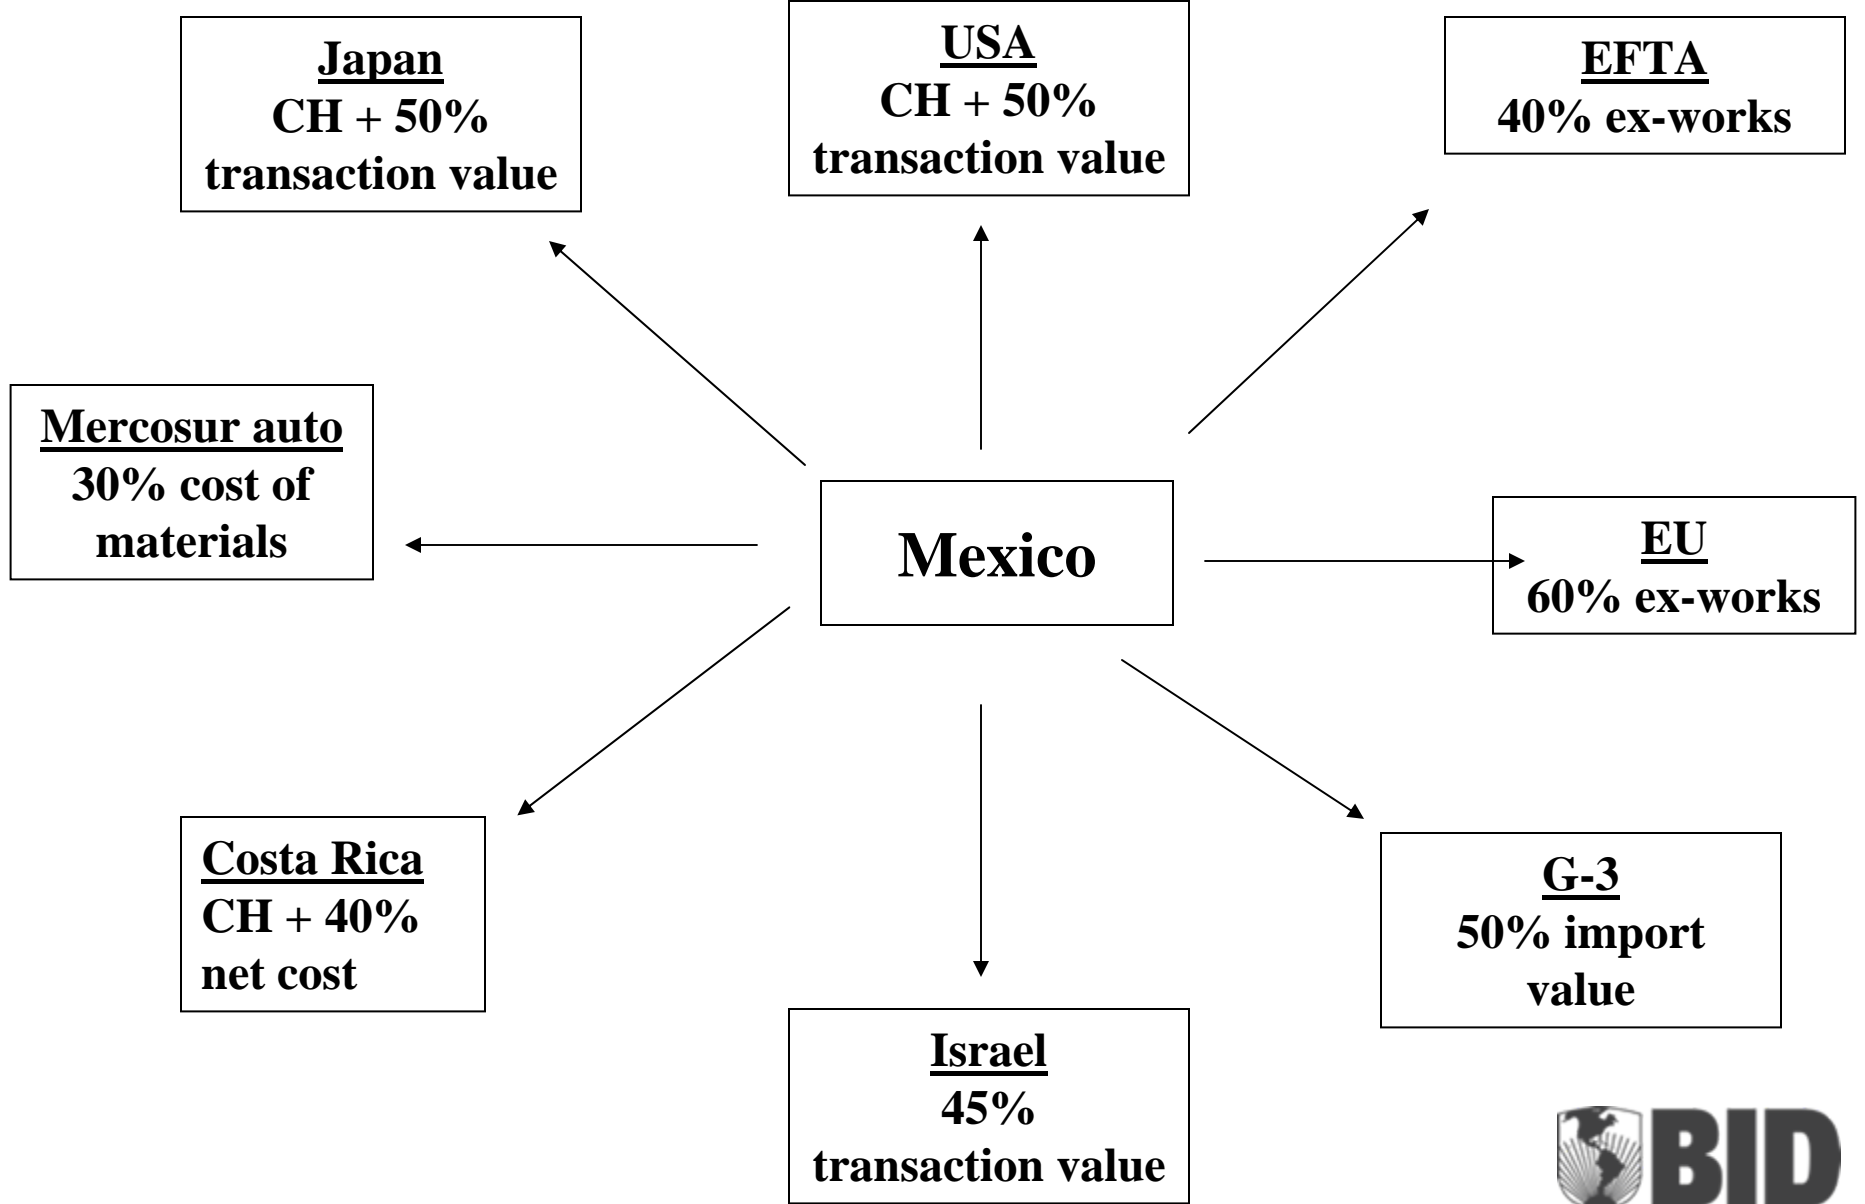 Japan
CH + 50%
transaction value
USA
CH + 50%
transaction value
EFTA
40% ex-works
Mercosur auto
30% cost of
materials
Mexico
EU
60% ex-works
Costa Rica
CH + 40%
net cost
Israel
45%
transaction value
G-3
50% import
value
BID